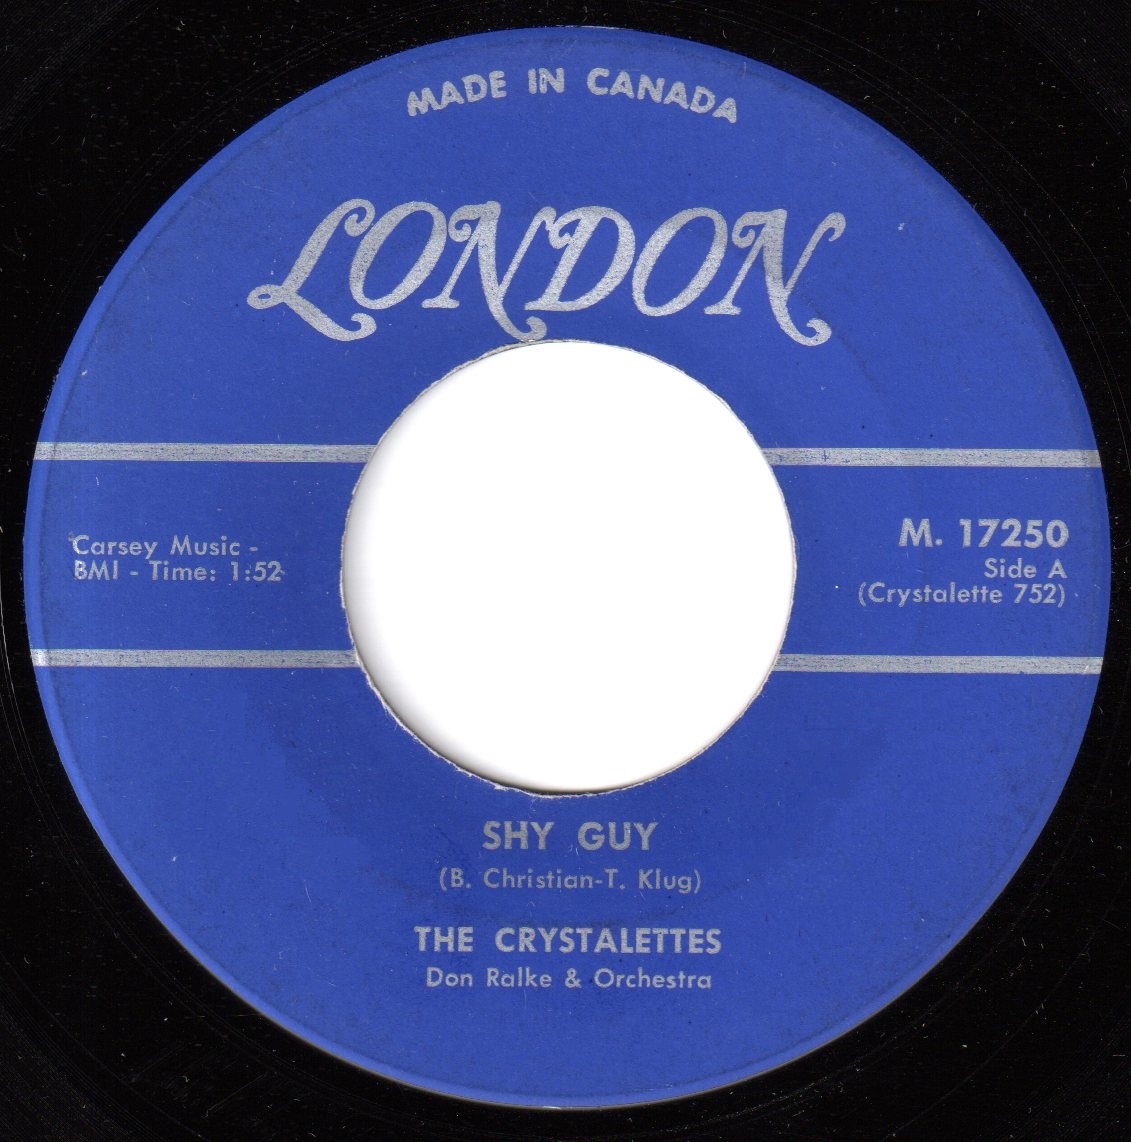 MADE IN CANADA
LONDON
Carsey Music -
BMI - Time: 1:52
M. 17250
Side A
(Crystalette 752)
SHY GUY
(B. Christian-T. Klug)
THE CRYSTALETTES
Don Ralke & Orchestra